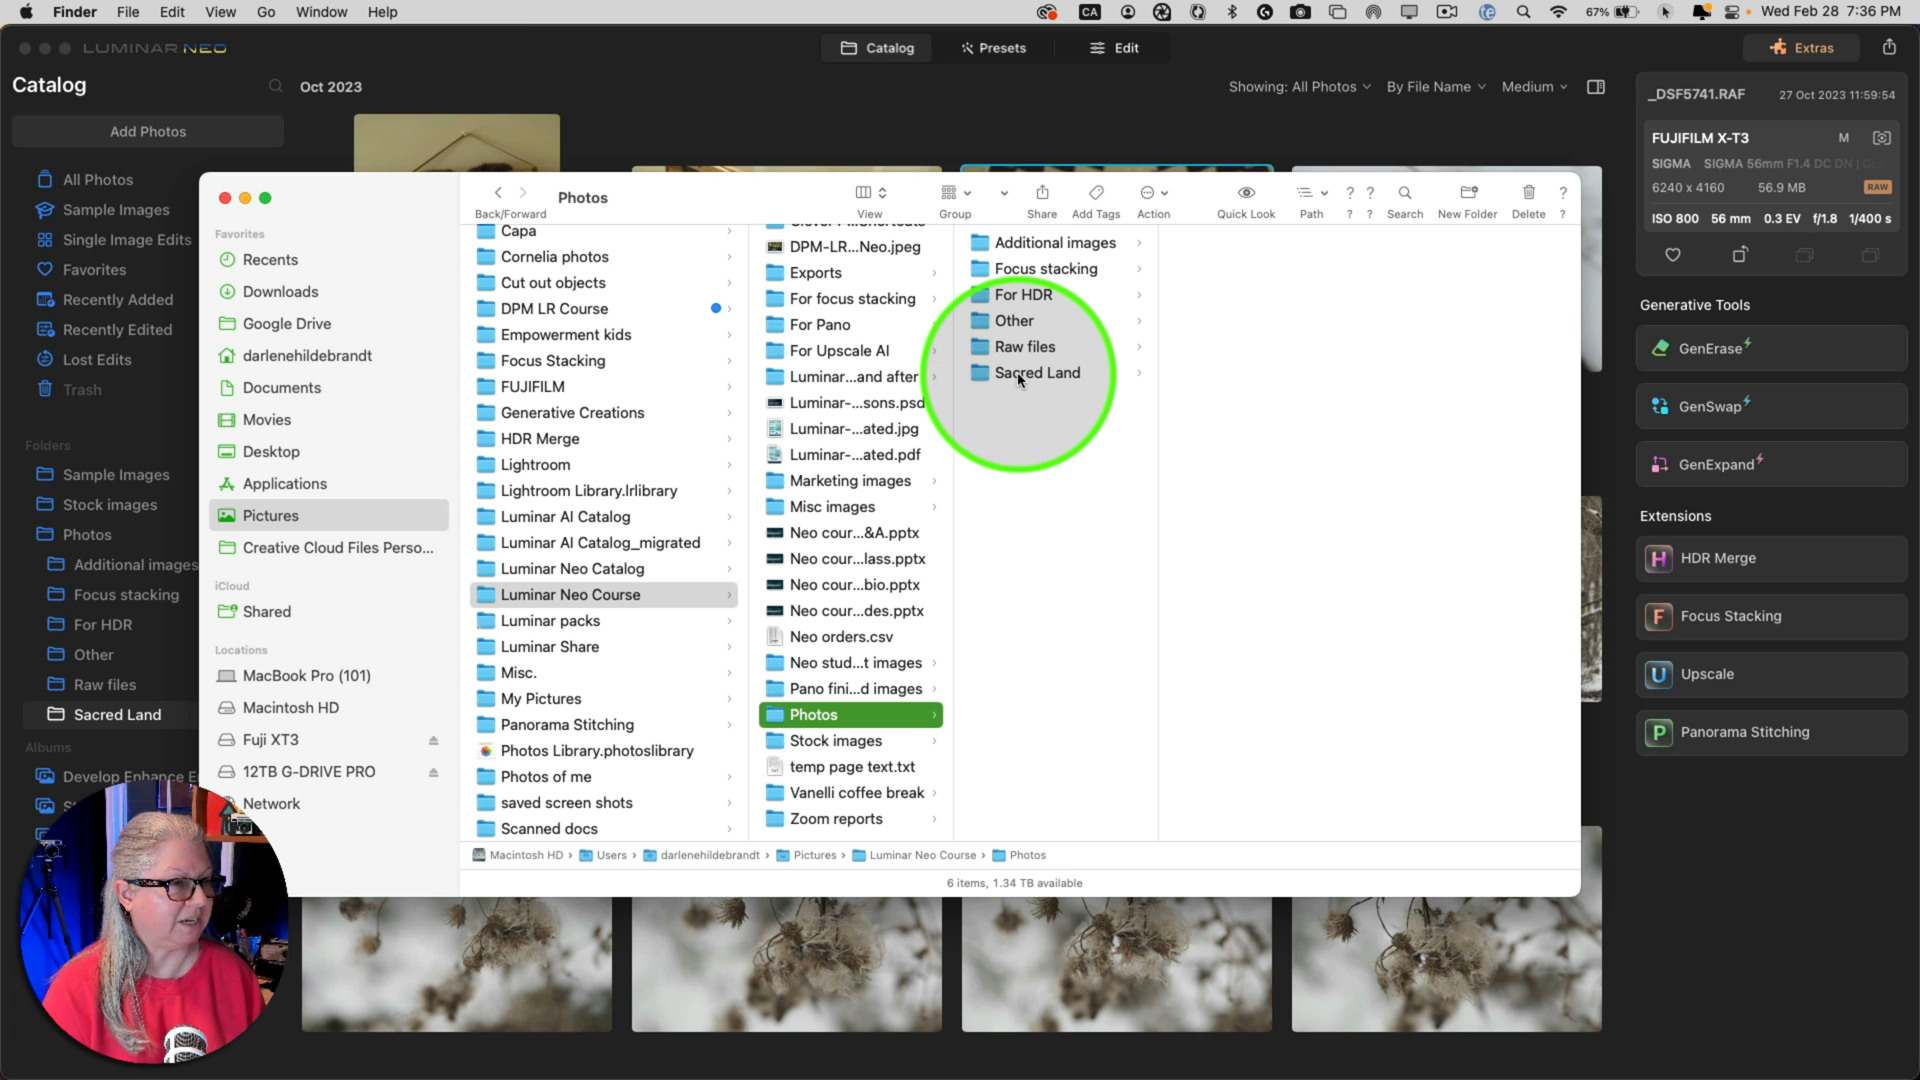 Finder File Edit View Go Window Help
CA 67% Wed Feb 28 7:36 PM
LUMINAR NEO
Catalog Presets Edit
Extras
Catalog
Oct 2023
Showing: All Photos By File Name Medium
Add Photos
All Photos
Sample Images
Single Image Edits
Favorites
Recently Added
Recently Edited
Lost Edits
Trash
Folders
Sample Images
Stock images
Photos
Additional images
Focus stacking
For HDR
Other
Raw files
Sacred Land
Albums
Develop Enhance E
Photos
Back/Forward View Group Share Add Tags Action Quick Look Path ? ? Search New Folder Delete ?
Favorites
Recents
Downloads
Google Drive
darlenehildebrandt
Documents
Movies
Desktop
Applications
Pictures
Creative Cloud Files Perso...
iCloud
Shared
Locations
MacBook Pro (101)
Macintosh HD
Fuji XT3
12TB G-DRIVE PRO
Network
Capa
Cornelia photos
Cut out objects
DPM LR Course
Empowerment kids
Focus Stacking
FUJIFILM
Generative Creations
HDR Merge
Lightroom
Lightroom Library.lrlibrary
Luminar AI Catalog
Luminar AI Catalog_migrated
Luminar Neo Catalog
Luminar Neo Course
Luminar packs
Luminar Share
Misc.
My Pictures
Panorama Stitching
Photos Library.photoslibrary
Photos of me
saved screen shots
Scanned docs
DPM-LR...Neo.jpeg
Exports
For focus stacking
For Pano
For Upscale AI
Luminar...and after
Luminar-...sons.psd
Luminar-...ated.jpg
Luminar-...ated.pdf
Marketing images
Misc images
Neo cour...&A.pptx
Neo cour...lass.pptx
Neo cour...bio.pptx
Neo cour...des.pptx
Neo orders.csv
Neo stud...t images
Pano fini...d images
Photos
Stock images
temp page text.txt
Vanelli coffee break
Zoom reports
Additional images
Focus stacking
For HDR
Other
Raw files
Sacred Land
Macintosh HD › Users › darlenehildebrandt › Pictures › Luminar Neo Course › Photos
6 items, 1.34 TB available
_DSF5741.RAF 27 Oct 2023 11:59:54
FUJIFILM X-T3 M
SIGMA SIGMA 56mm F1.4 DC DN
6240 x 4160 56.9 MB RAW
ISO 800 56 mm 0.3 EV f/1.8 1/400 s
Generative Tools
GenErase
GenSwap
GenExpand
Extensions
H HDR Merge
F Focus Stacking
U Upscale
P Panorama Stitching